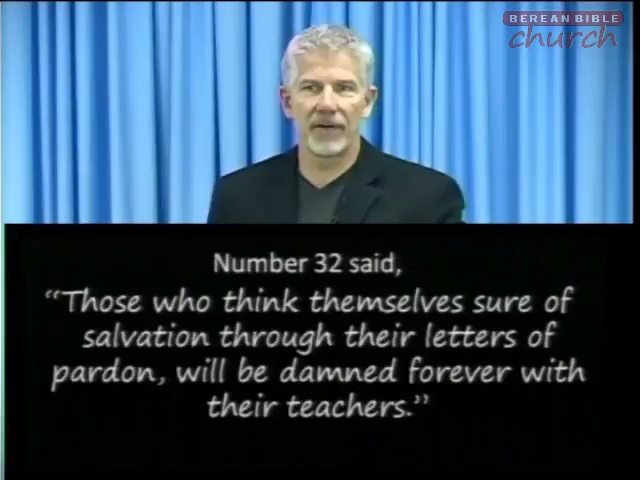 BEREAN BIBLE
church
Number 32 said,
“Those who think themselves sure of
salvation through their letters of
pardon, will be damned forever with
their teachers.”